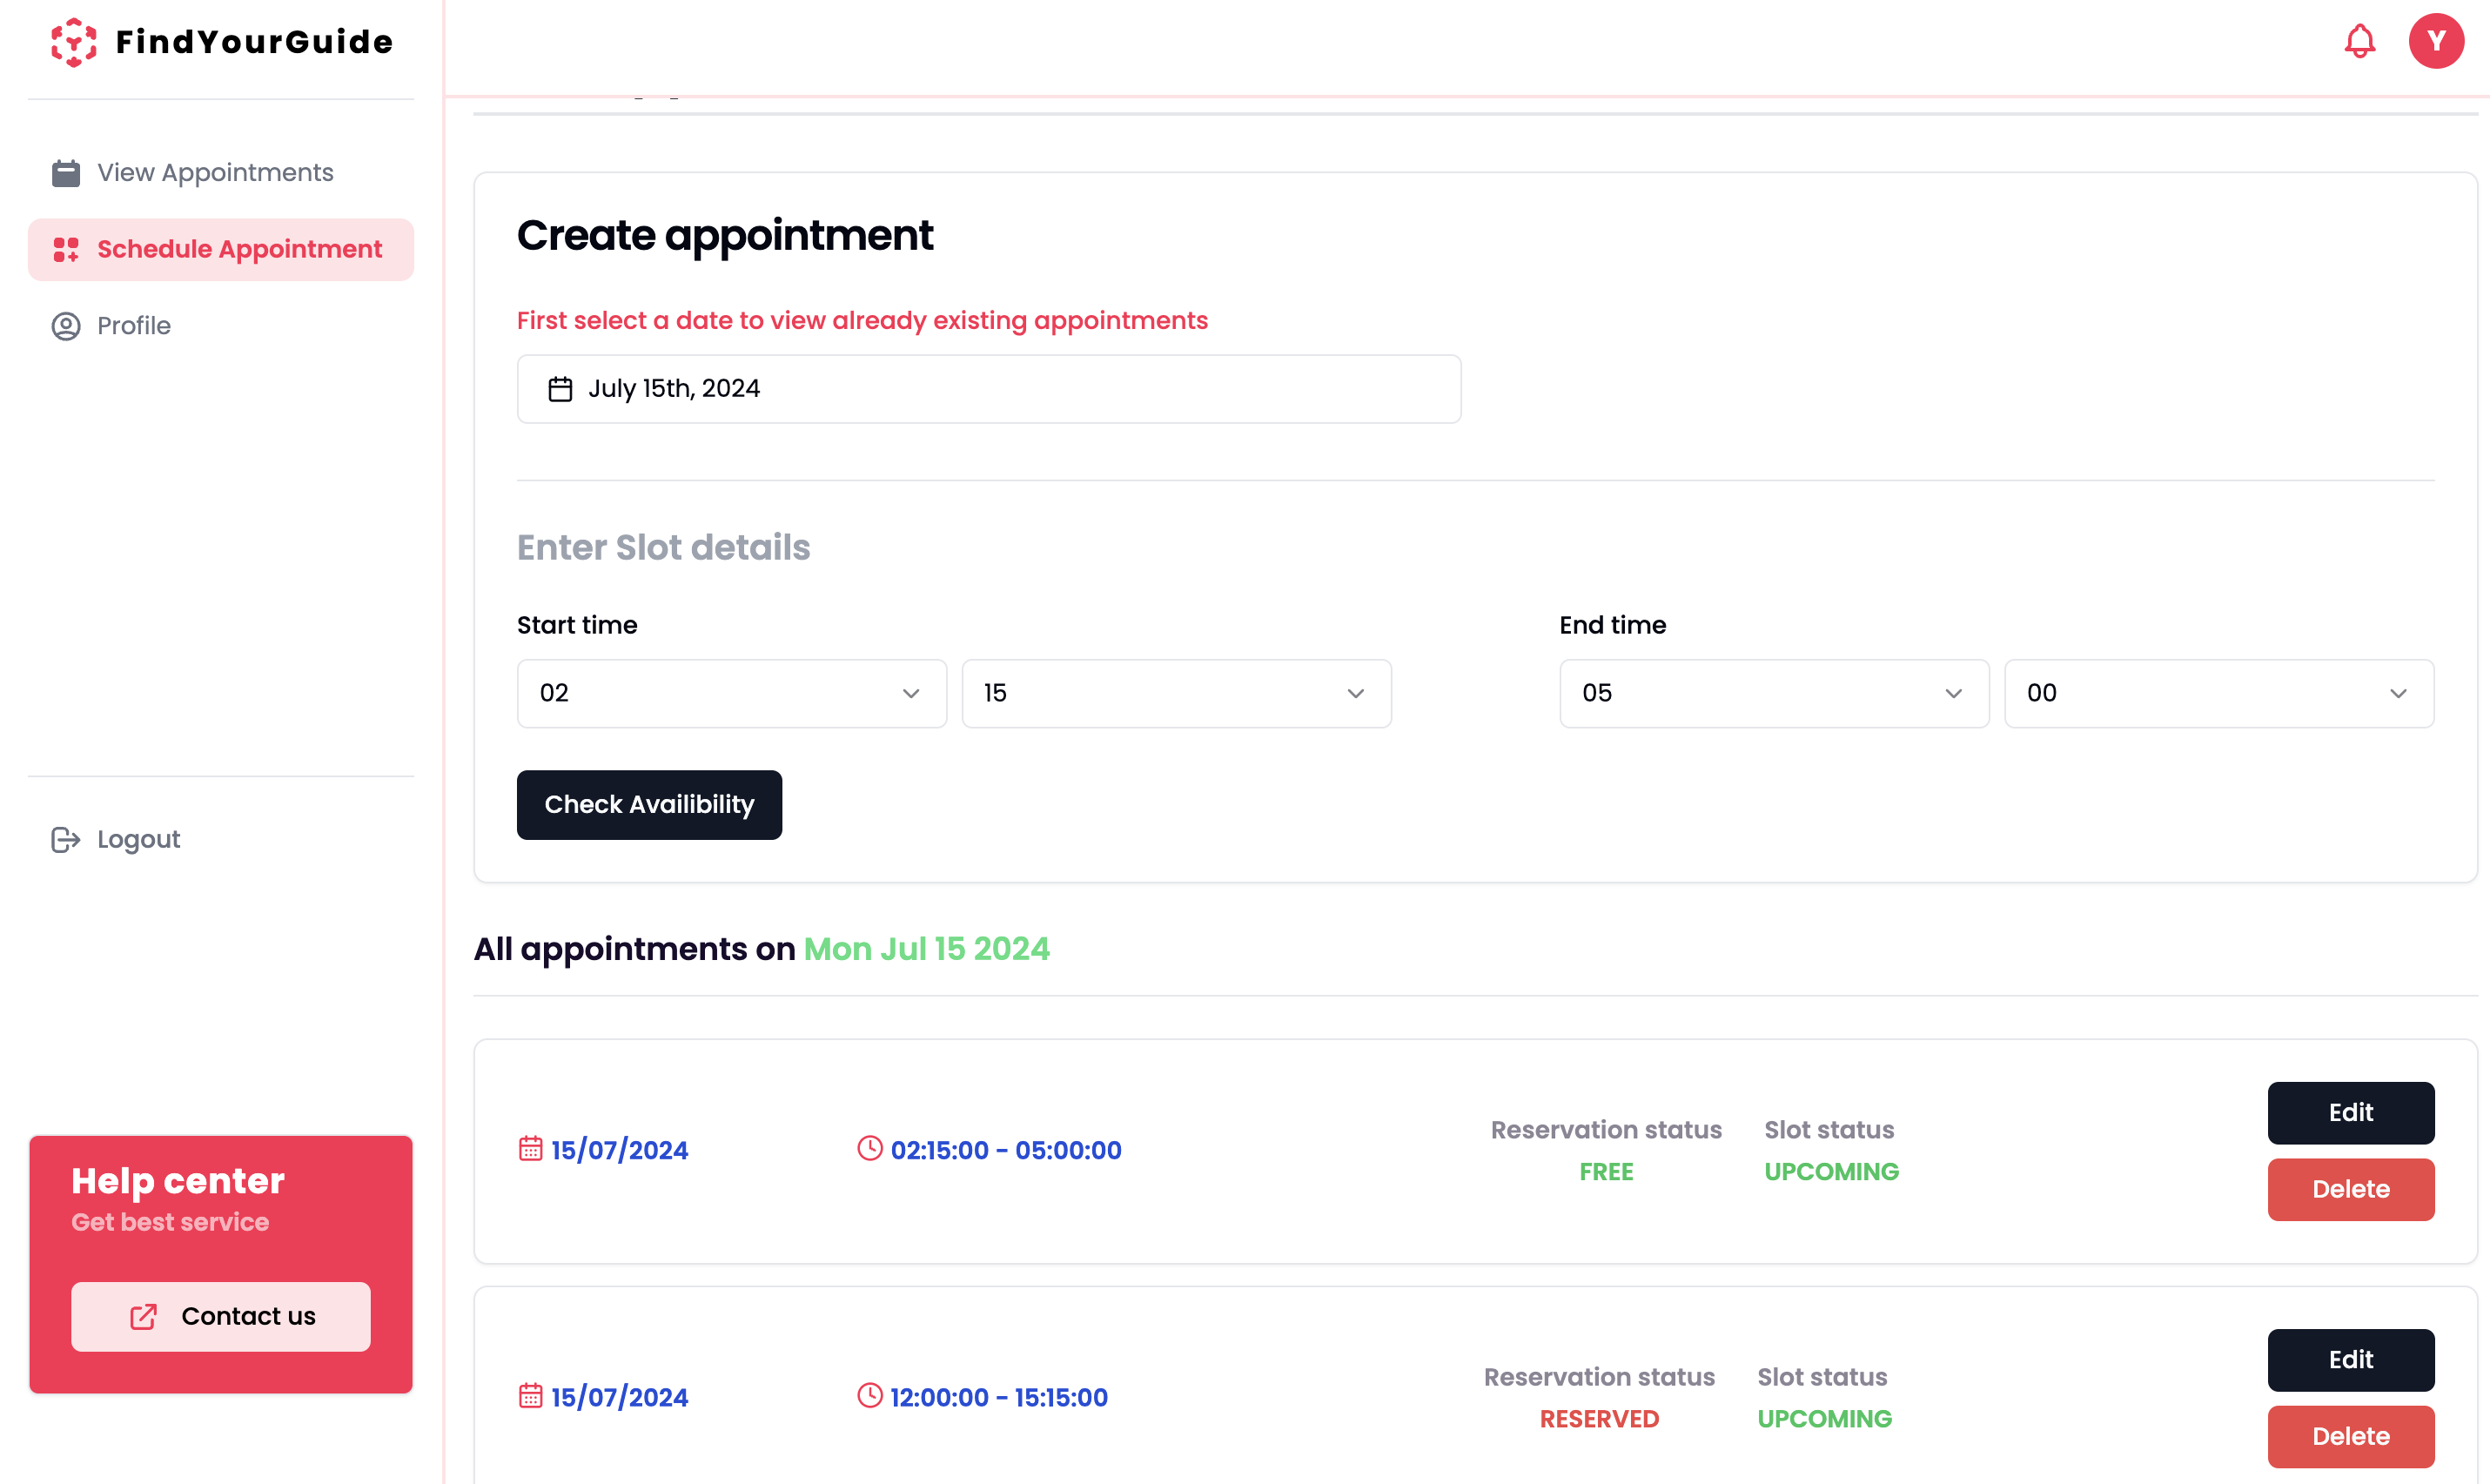 FindYourGuide
Y
View Appointments
Schedule Appointment
Profile
Logout
Help center
Get best service
Contact us
Create appointment
First select a date to view already existing appointments
July 15th, 2024
Enter Slot details
Start time
End time
02
15
05
00
Check Availibility
All appointments on Mon Jul 15 2024
15/07/2024
02:15:00 - 05:00:00
Reservation status
FREE
Slot status
UPCOMING
Edit
Delete
15/07/2024
12:00:00 - 15:15:00
Reservation status
RESERVED
Slot status
UPCOMING
Edit
Delete